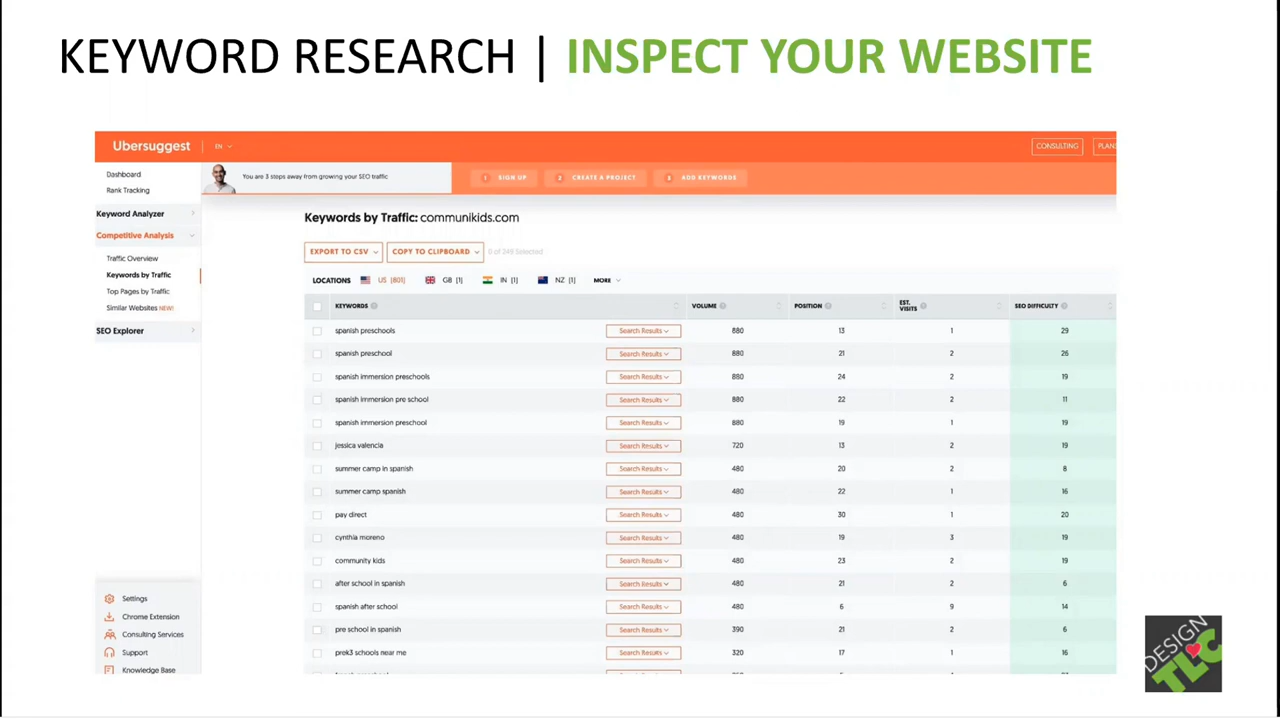 KEYWORD RESEARCH | INSPECT YOUR WEBSITE
Ubersuggest EN CONSULTING PLANS
Dashboard
Rank Tracking
You are 3 steps away from growing your SEO traffic
1 SIGN UP 2 CREATE A PROJECT 3 ADD KEYWORDS
Keyword Analyzer
Competitive Analysis
Traffic Overview
Keywords by Traffic
Top Pages by Traffic
Similar Websites NEW!
SEO Explorer
Keywords by Traffic: communikids.com
EXPORT TO CSV COPY TO CLIPBOARD 0 of 249 Selected
LOCATIONS US [601] GB [1] IN [1] NZ [1] MORE
KEYWORDS VOLUME POSITION EST. VISITS SEO DIFFICULTY
spanish preschools Search Results 880 13 1 29
spanish preschool Search Results 880 21 2 26
spanish immersion preschools Search Results 880 24 2 19
spanish immersion pre school Search Results 880 22 2 11
spanish immersion preschool Search Results 880 19 1 19
jessica valencia Search Results 720 13 2 19
summer camp in spanish Search Results 480 20 2 8
summer camp spanish Search Results 480 22 1 16
pay direct Search Results 480 30 1 20
cynthia moreno Search Results 480 19 3 19
community kids Search Results 480 23 2 19
after school in spanish Search Results 480 21 2 6
spanish after school Search Results 480 6 9 14
pre school in spanish Search Results 390 21 2 6
prek3 schools near me Search Results 320 17 1 16
Settings
Chrome Extension
Consulting Services
Support
Knowledge Base
DESIGN
TLC